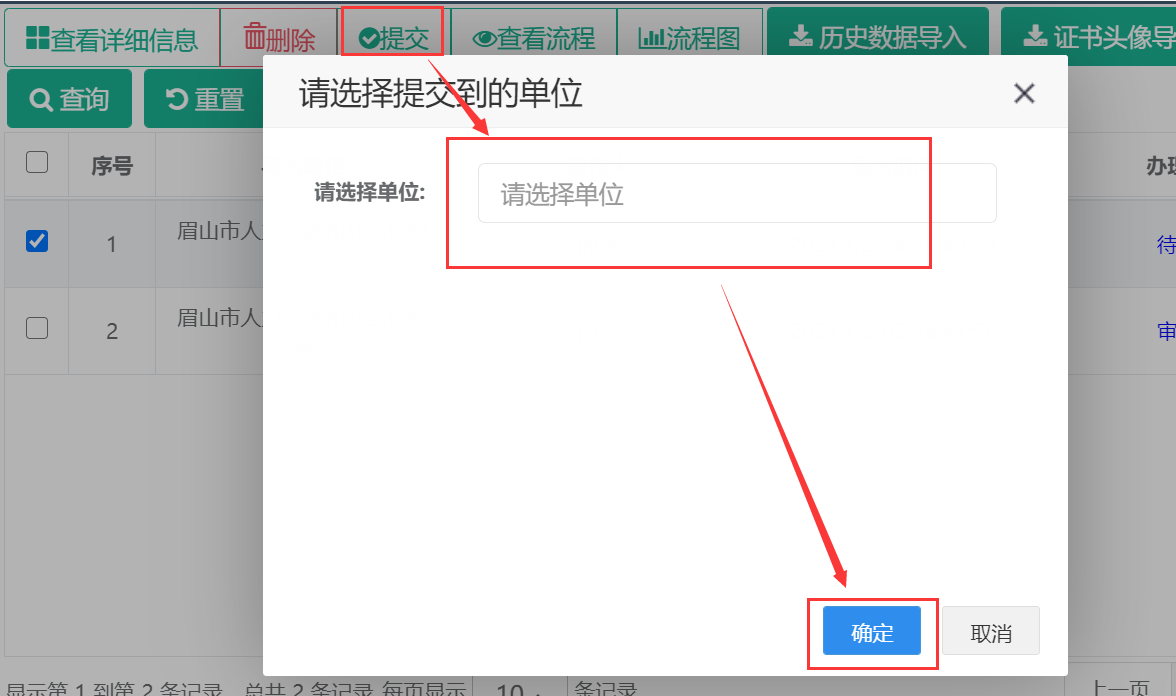 查看详细信息 删除 提交 查看流程 流程图 历史数据导入 证书头像导
查询 重置
请选择提交到的单位
序号 办理
请选择单位: 请选择单位
1 眉山市人 待
2 眉山市人 审
确定 取消
显示第 1 到第 2 条记录，总共 2 条记录 每页显示 10 条记录 上一页